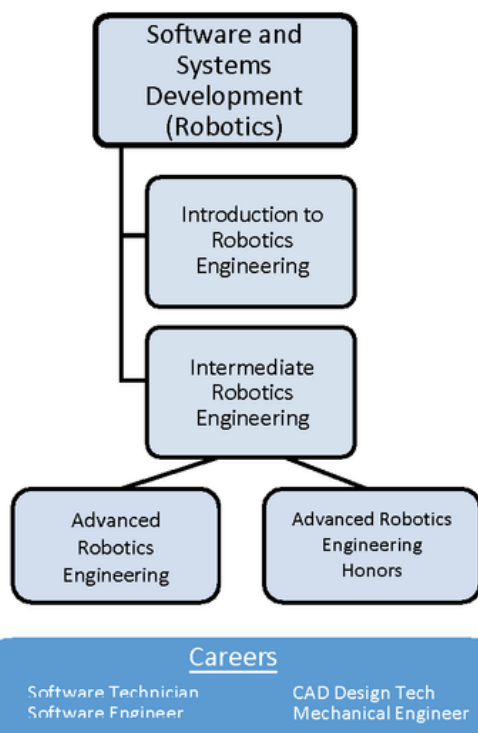 Software and
Systems
Development
(Robotics)
Introduction to
Robotics
Engineering
Intermediate
Robotics
Engineering
Advanced
Robotics
Engineering
Advanced Robotics
Engineering
Honors
Careers
Software Technician
CAD Design Tech
Software Engineer
Mechanical Engineer